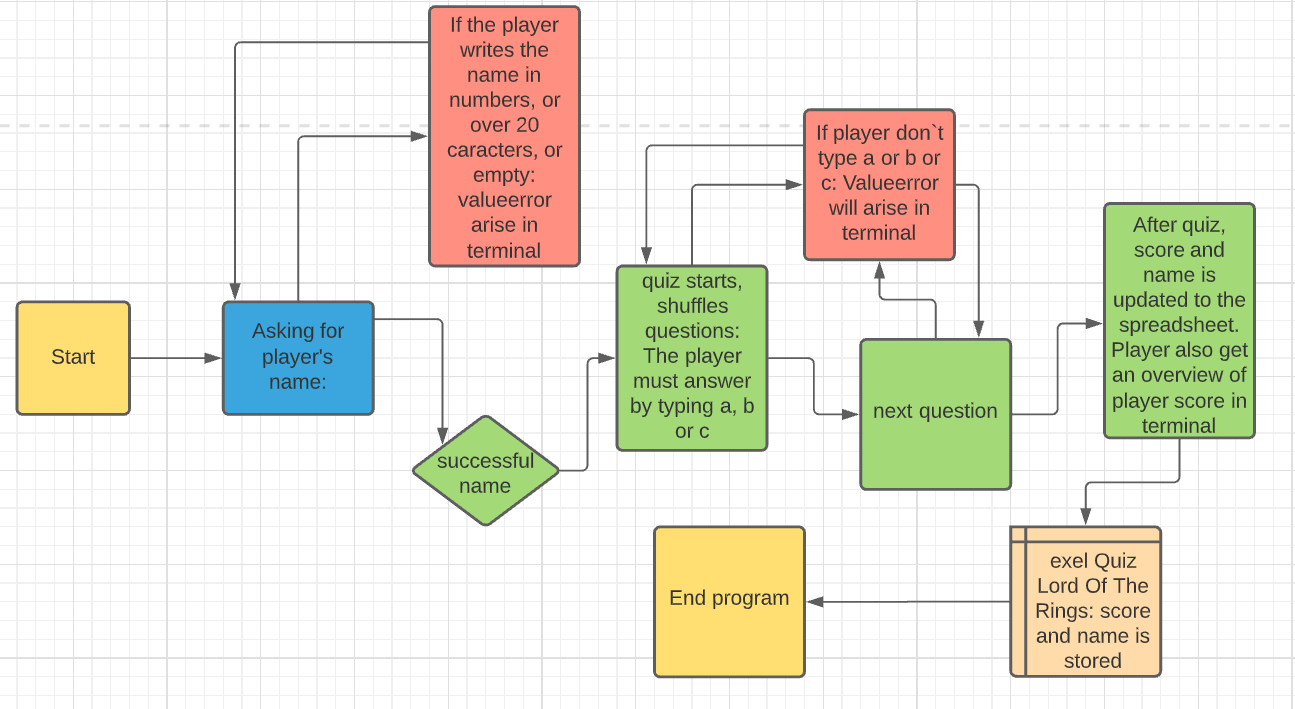 If the player
writes the
name in
numbers, or
over 20
caracters, or
empty:
valueerror
arise in
terminal
If player don`t
type a or b or
c: Valueerror
will arise in
terminal
Start
Asking for
player's
name:
successful
name
quiz starts,
shuffles
questions:
The player
must answer
by typing a, b
or c
next question
After quiz,
score and
name is
updated to the
spreadsheet.
Player also get
an overview of
player score in
terminal
exel Quiz
Lord Of The
Rings: score
and name is
stored
End program